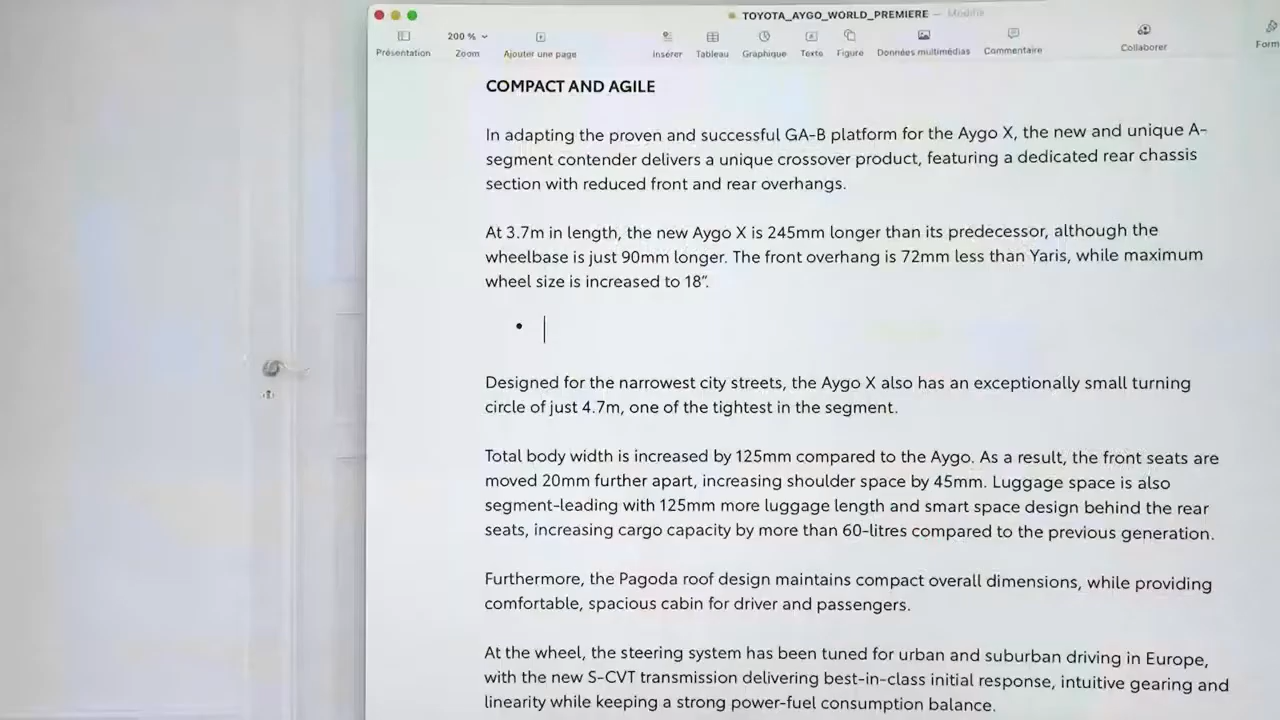 TOYOTA_AYGO_WORLD_PREMIERE — Modifié
200 %
Présentation
Zoom
Ajouter une page
Insérer
Tableau
Graphique
Texte
Figure
Données multimédias
Commentaire
Collaborer
Form
COMPACT AND AGILE
In adapting the proven and successful GA-B platform for the Aygo X, the new and unique A-
segment contender delivers a unique crossover product, featuring a dedicated rear chassis
section with reduced front and rear overhangs.
At 3.7m in length, the new Aygo X is 245mm longer than its predecessor, although the
wheelbase is just 90mm longer. The front overhang is 72mm less than Yaris, while maximum
wheel size is increased to 18”.
•
Designed for the narrowest city streets, the Aygo X also has an exceptionally small turning
circle of just 4.7m, one of the tightest in the segment.
Total body width is increased by 125mm compared to the Aygo. As a result, the front seats are
moved 20mm further apart, increasing shoulder space by 45mm. Luggage space is also
segment-leading with 125mm more luggage length and smart space design behind the rear
seats, increasing cargo capacity by more than 60-litres compared to the previous generation.
Furthermore, the Pagoda roof design maintains compact overall dimensions, while providing
comfortable, spacious cabin for driver and passengers.
At the wheel, the steering system has been tuned for urban and suburban driving in Europe,
with the new S-CVT transmission delivering best-in-class initial response, intuitive gearing and
linearity while keeping a strong power-fuel consumption balance.